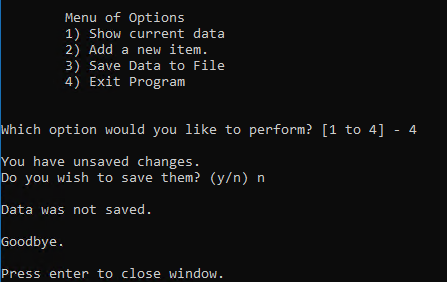 Menu of Options
1) Show current data
2) Add a new item.
3) Save Data to File
4) Exit Program
Which option would you like to perform? [1 to 4] - 4
You have unsaved changes.
Do you wish to save them? (y/n) n
Data was not saved.
Goodbye.
Press enter to close window.